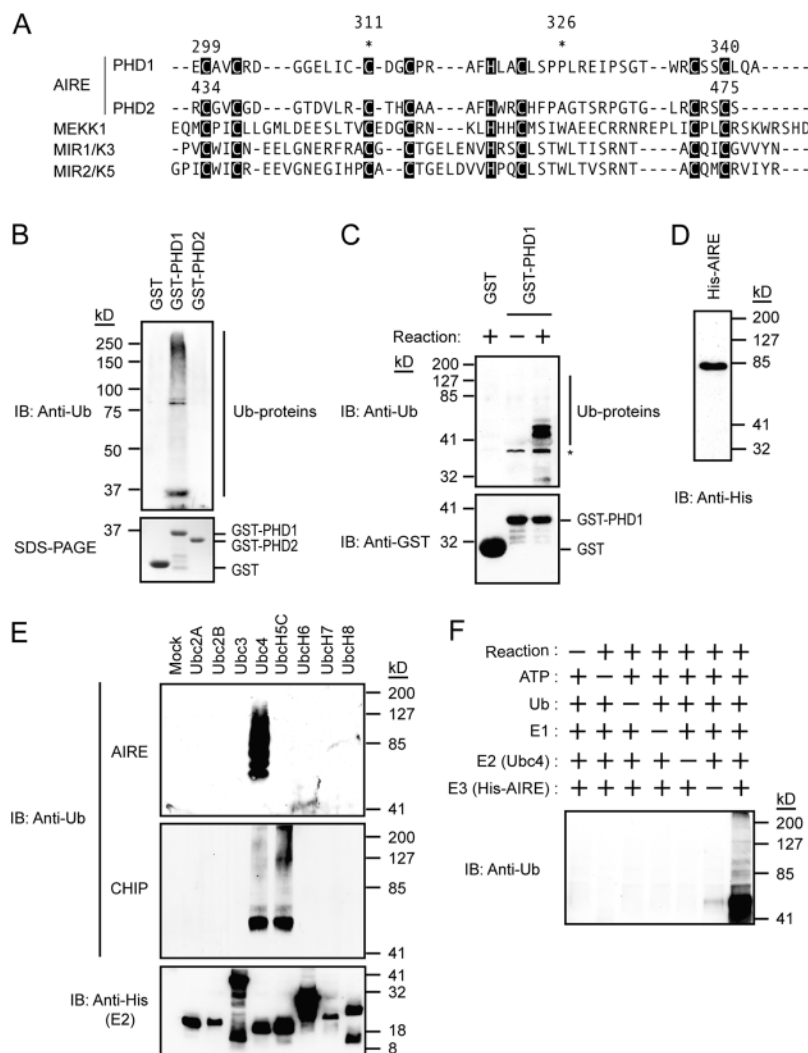 A
311 326
299 * * 340
PHD1 --ECAVCRD---GGELIC-C-DGCPR---AFHLACLSPPLREIPSGT---WRCSSCLQA----
AIRE
434 475
PHD2 --RCGVCGD---GTDVLR-C-THCAA---AFHWRCHFPAGTSRPGTG---LRCRSCS------
MEKK1 EQMCPICLLGMLDEESLTVCEDGCRN---KLHHHCMSIWAEECRRNREPLICPLCRSKWRSHD
MIR1/K3 -PVCWICN-EELGNERFRACG--CTGELENVHRSCLSTWLTISRNT----ACQICGVVYN---
MIR2/K5 GPICWICR-EEVGNEGIHPCA--CTGELDVVHPQCLSTWLTVSRNT----ACQMCRVIYR---
B
GST
GST-PHD1
GST-PHD2
kD
250
150
100
75
50
37
IB: Anti-Ub
Ub-proteins
37
SDS-PAGE
GST-PHD1
GST-PHD2
GST
C
GST
GST-PHD1
Reaction: + − +
kD
200
127
85
41
32
IB: Anti-Ub
Ub-proteins
*
41
32
IB: Anti-GST
GST-PHD1
GST
D
His-AIRE
kD
200
127
85
41
32
IB: Anti-His
E
Mock
Ubc2A
Ubc2B
Ubc3
Ubc4
UbcH5C
UbcH6
UbcH7
UbcH8
kD
200
127
85
41
AIRE
IB: Anti-Ub
200
127
85
41
CHIP
IB: Anti-His
(E2)
41
32
18
8
F
Reaction : − + + + + + +
ATP : + − + + + + +
Ub : + + − + + + +
E1 : + + + − + + +
E2 (Ubc4) : + + + + − + +
E3 (His-AIRE) : + + + + + − +
kD
200
127
85
41
IB: Anti-Ub